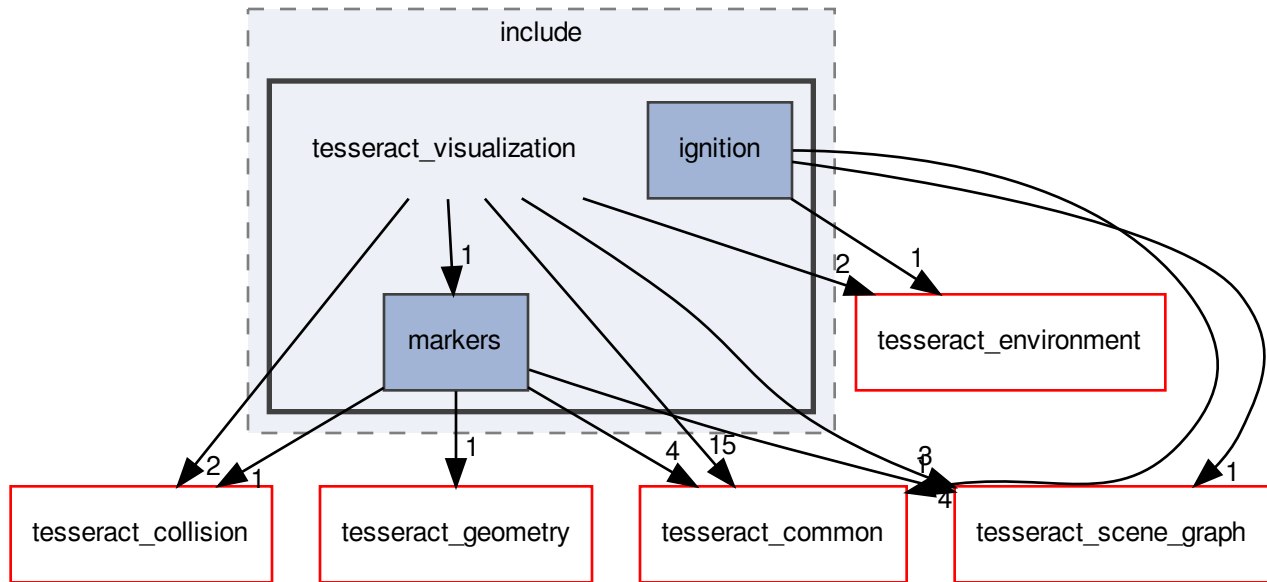 include
tesseract_visualization
ignition
1
1
2
markers
tesseract_environment
2
1
1
4
15
3
1
4
1
tesseract_collision
tesseract_geometry
tesseract_common
tesseract_scene_graph